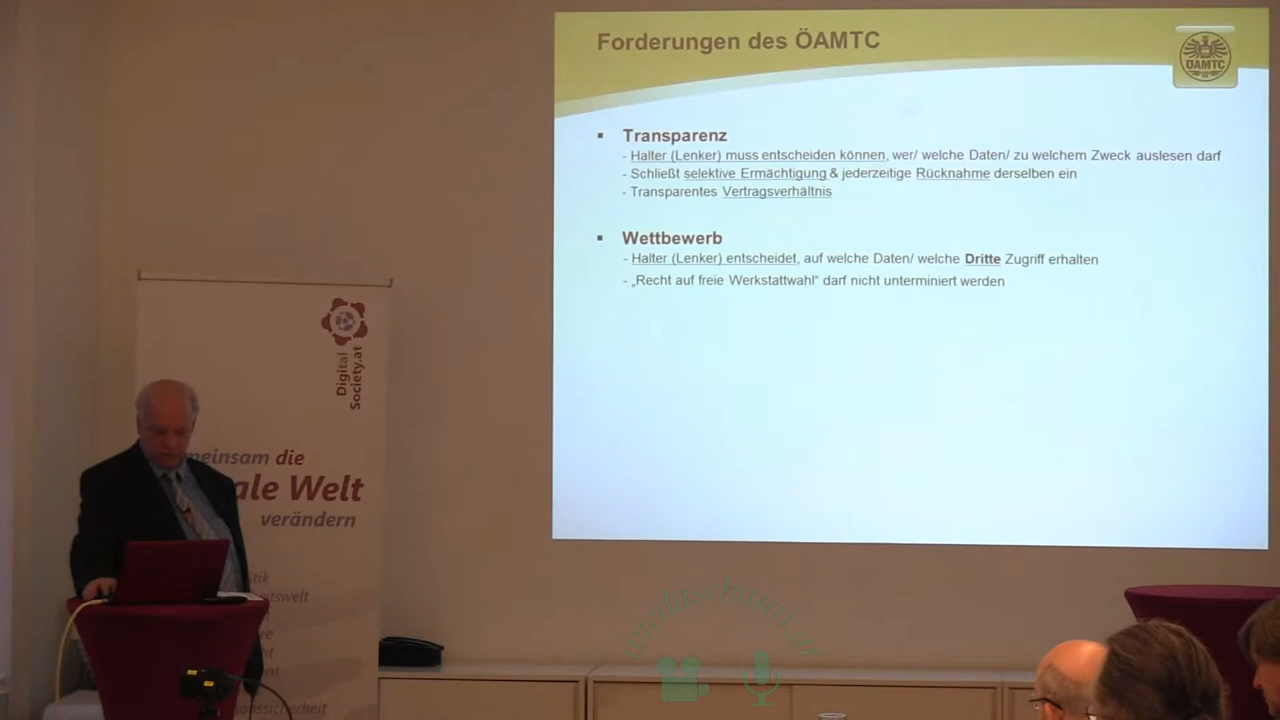 Forderungen des ÖAMTC
ÖAMTC
Transparenz
- Halter (Lenker) muss entscheiden können, wer/ welche Daten/ zu welchem Zweck auslesen darf
- Schließt selektive Ermächtigung & jederzeitige Rücknahme derselben ein
- Transparentes Vertragsverhältnis
Wettbewerb
- Halter (Lenker) entscheidet, auf welche Daten/ welche Dritte Zugriff erhalten
- „Recht auf freie Werkstattwahl“ darf nicht unterminiert werden
Digital
Society.at
meinsam die
ale Welt
verändern